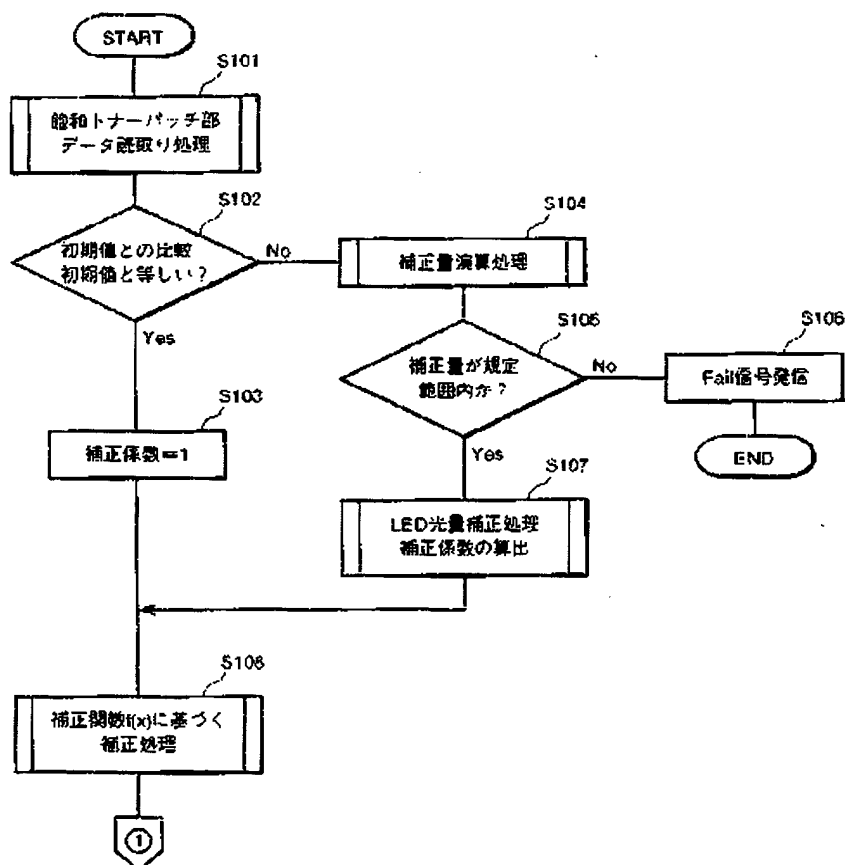 START
S101
飽和トナーパッチ部
データ読取り処理
S102
初期値との比較
初期値と等しい?
No
Yes
S104
補正量演算処理
S105
補正量が規定
範囲内か?
No
Yes
S106
Fail信号発信
END
S103
補正係数=1
S107
LED光量補正処理
補正係数の算出
S108
補正関数f(x)に基づく
補正処理
①